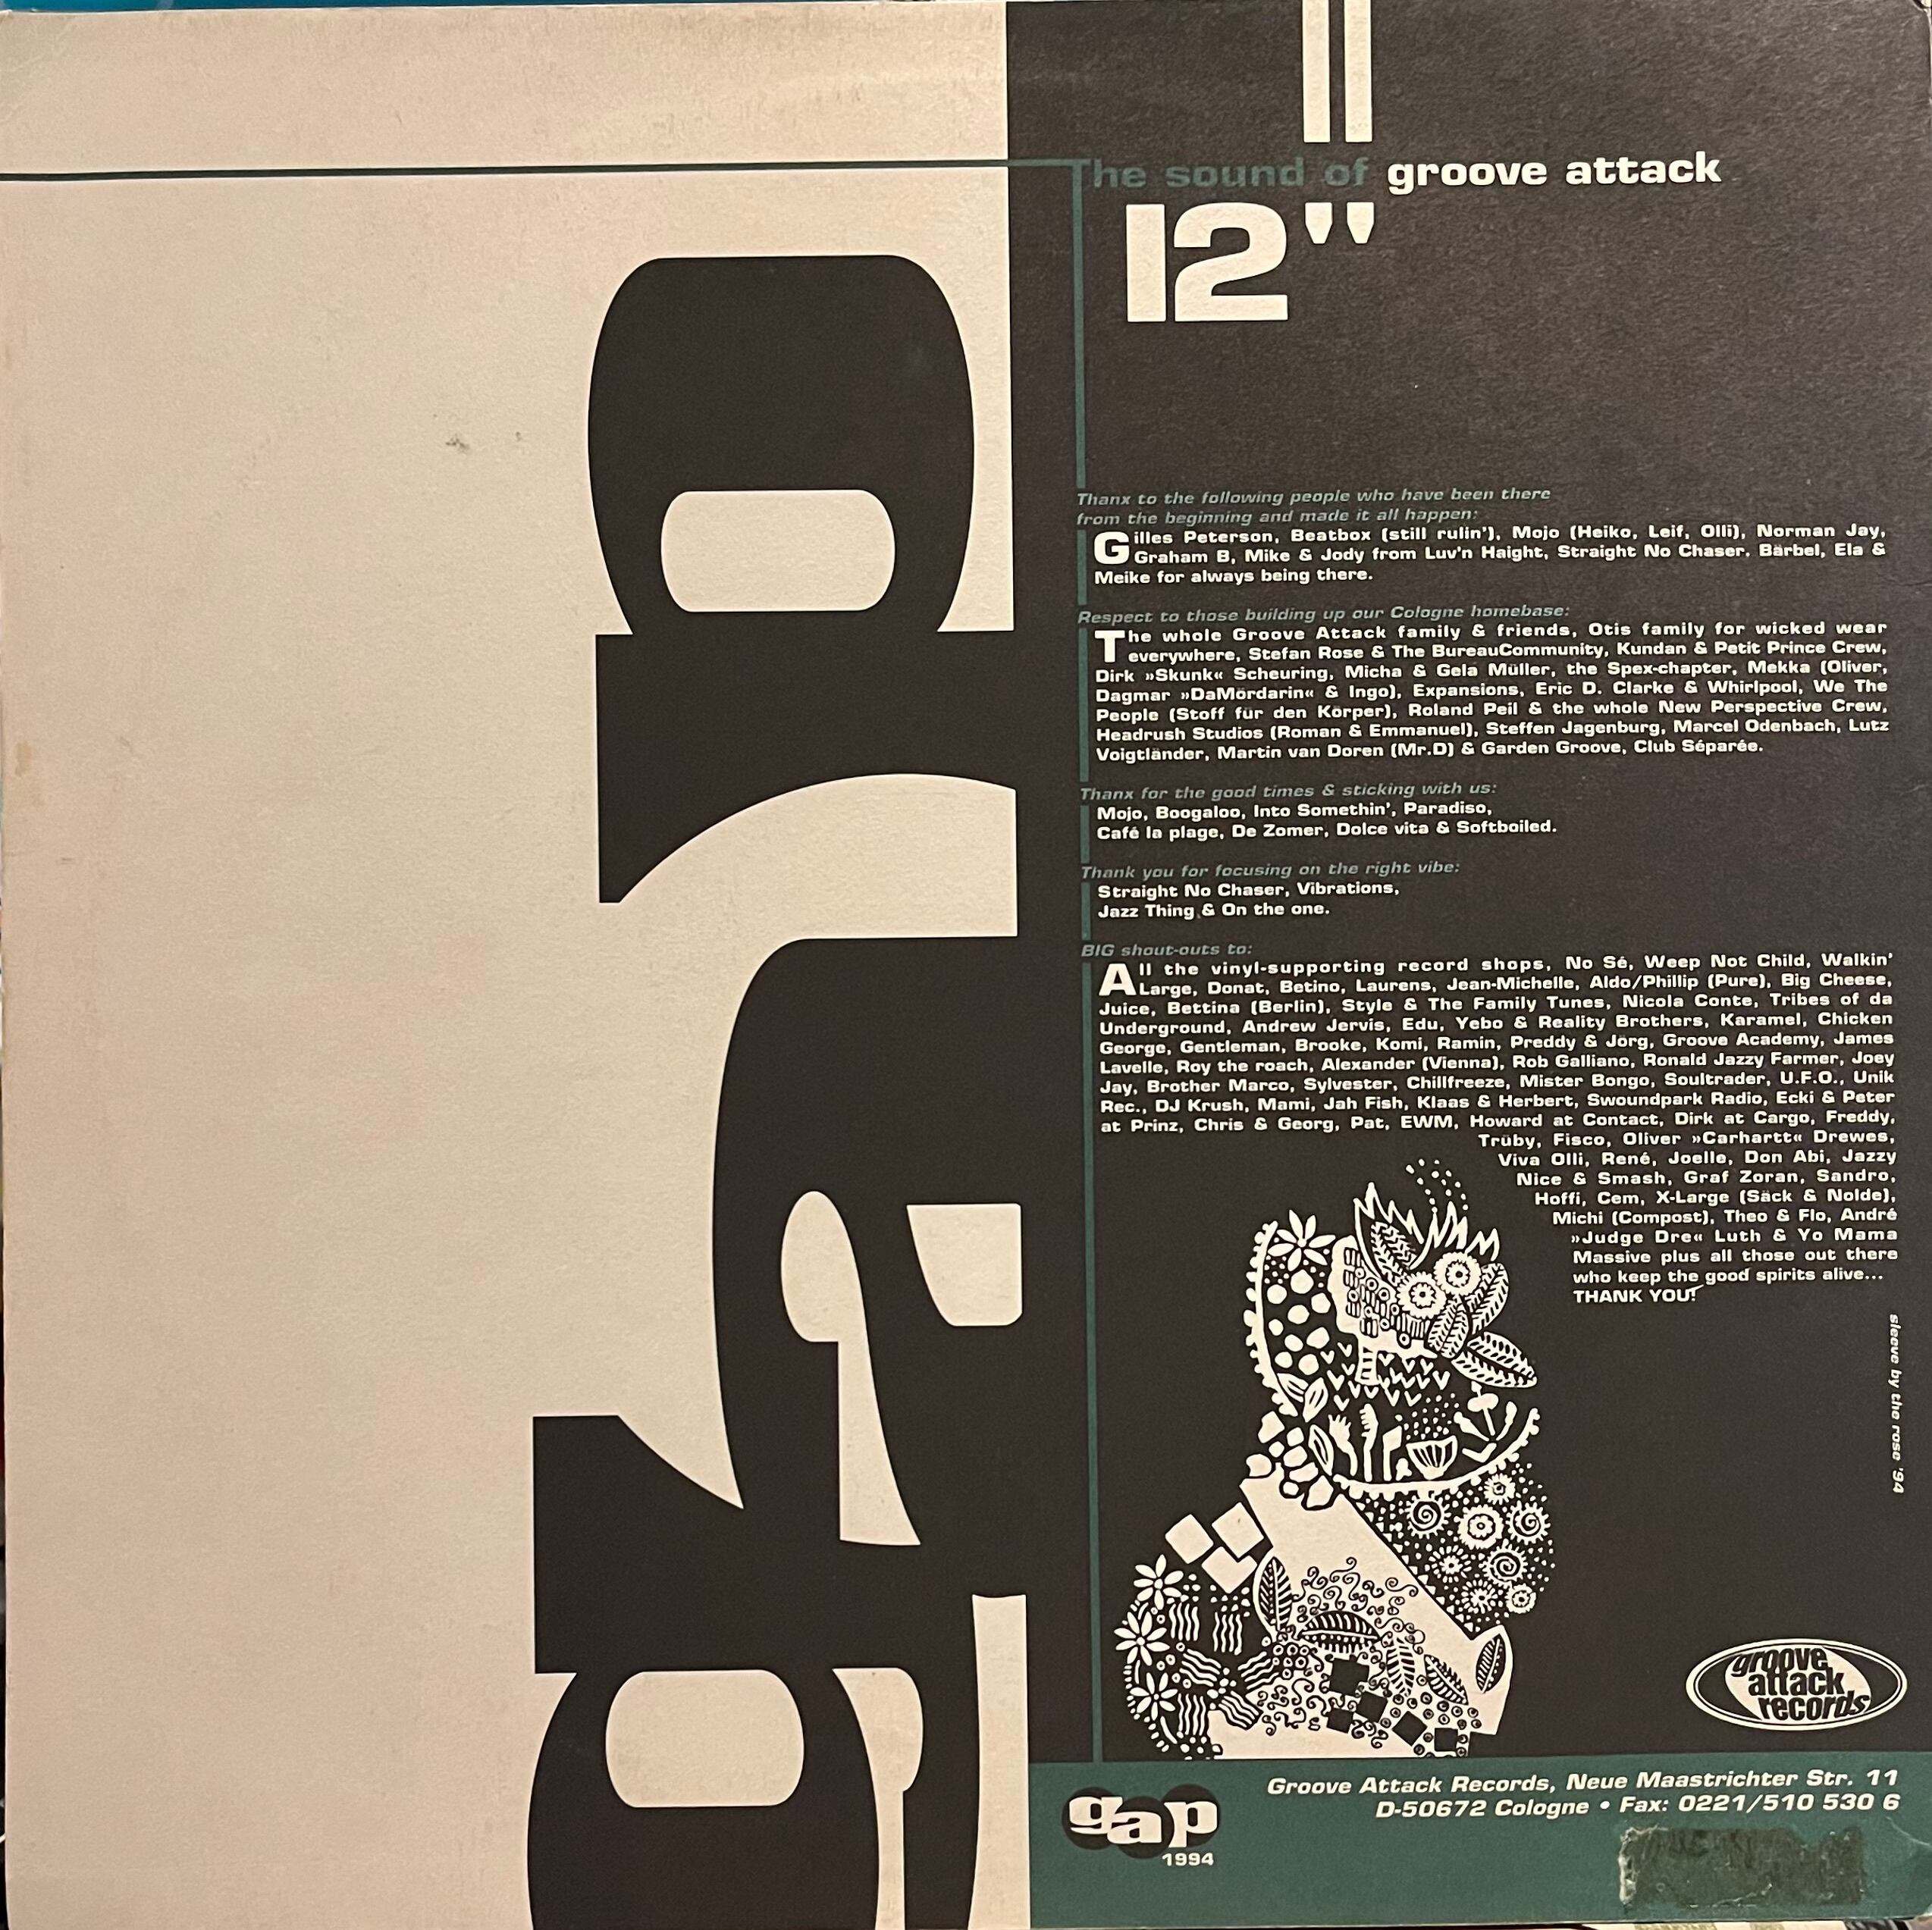 The sound of groove attack
12"
gap
Thanx to the following people who have been there
from the beginning and made it all happen:
Gilles Peterson, Beatbox (still rulin'), Mojo (Heiko, Leif, Olli), Norman Jay,
Graham B, Mike & Jody from Luv'n Haight, Straight No Chaser. Bärbel, Ela &
Meike for always being there.
Respect to those building up our Cologne homebase:
The whole Groove Attack family & friends, Otis family for wicked wear
everywhere, Stefan Rose & The BureauCommunity, Kundan & Petit Prince Crew,
Dirk »Skunk« Scheuring, Micha & Gela Müller, the Spex-chapter, Mekka (Oliver,
Dagmar »DaMördarin« & Ingo), Expansions, Eric D. Clarke & Whirlpool, We The
People (Stoff für den Körper), Roland Peil & the whole New Perspective Crew,
Headrush Studios (Roman & Emmanuel), Steffen Jagenburg, Marcel Odenbach, Lutz
Voigtländer, Martin van Doren (Mr.D) & Garden Groove, Club Séparée.
Thanx for the good times & sticking with us:
Mojo, Boogaloo, Into Somethin', Paradiso,
Café la plage, De Zomer, Dolce vita & Softboiled.
Thank you for focusing on the right vibe:
Straight No Chaser, Vibrations,
Jazz Thing & On the one.
BIG shout-outs to:
All the vinyl-supporting record shops, No Sé, Weep Not Child, Walkin'
Large, Donat, Betino, Laurens, Jean-Michelle, Aldo/Phillip (Pure), Big Cheese,
Juice, Bettina (Berlin), Style & The Family Tunes, Nicola Conte, Tribes of da
Underground, Andrew Jervis, Edu, Yebo & Reality Brothers, Karamel, Chicken
George, Gentleman, Brooke, Komi, Ramin, Preddy & Jörg, Groove Academy, James
Lavelle, Roy the roach, Alexander (Vienna), Rob Galliano, Ronald Jazzy Farmer, Joey
Jay, Brother Marco, Sylvester, Chillfreeze, Mister Bongo, Soultrader, U.F.O., Unik
Rec., DJ Krush, Mami, Jah Fish, Klaas & Herbert, Swoundpark Radio, Ecki & Peter
at Prinz, Chris & Georg, Pat, EWM, Howard at Contact, Dirk at Cargo, Freddy,
Trüby, Fisco, Oliver »Carhartt« Drewes,
Viva Olli, René, Joelle, Don Abi, Jazzy
Nice & Smash, Graf Zoran, Sandro,
Hoffi, Cem, X-Large (Säck & Nolde),
Michi (Compost), Theo & Flo, André
»Judge Dre« Luth & Yo Mama
Massive plus all those out there
who keep the good spirits alive...
THANK YOU!
sleeve by the rose '94
groove
attack
records
gap
1994
Groove Attack Records, Neue Maastrichter Str. 11
D-50672 Cologne • Fax: 0221/510 530 6